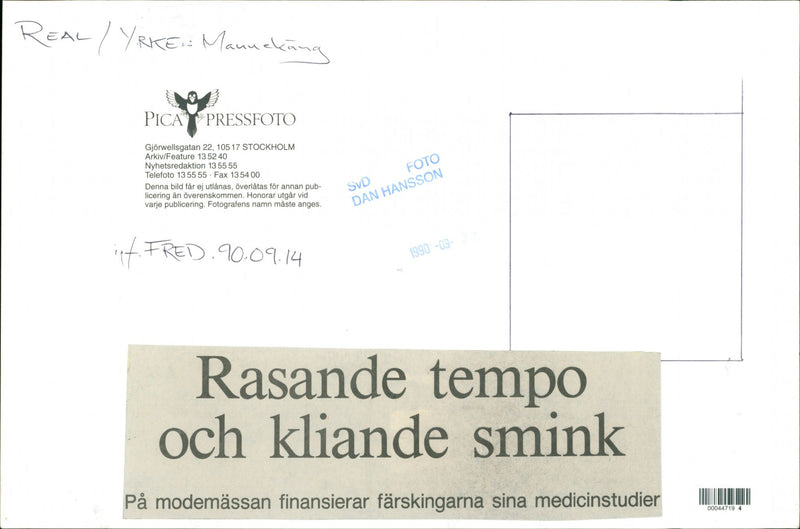 REAL / YRKE: Mannekäng
PICA PRESSFOTO
Gjörwellsgatan 22, 105 17 STOCKHOLM
Arkiv/Feature 13 52 40
Nyhetsredaktion 13 55 55
Telefoto 13 55 55 · Fax 13 54 00
Denna bild får ej utlånas, överlåtas för annan pub-
licering än överenskommen. Honorar utgår vid
varje publicering. Fotografens namn måste anges.
SvD FOTO
DAN HANSSON
inf. FRED. 90.09.14
1990 -09-
Rasande tempo
och kliande smink
På modemässan finansierar färskingarna sina medicinstudier
00044719 4